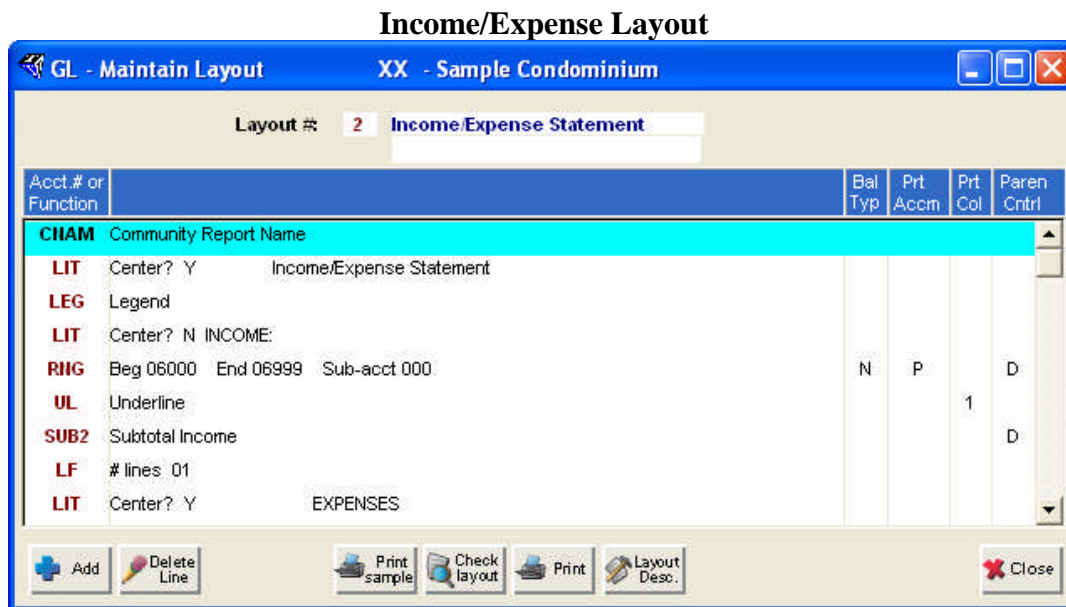 Income/Expense Layout
GL - Maintain Layout XX - Sample Condominium
Layout #: 2 Income/Expense Statement
Acct.# or Function Bal Typ Prt Accm Prt Col Paren Cntrl
CNAM Community Report Name
LIT Center? Y Income/Expense Statement
LEG Legend
LIT Center? N INCOME:
RNG Beg 06000 End 06999 Sub-acct 000 N P D
UL Underline 1
SUB2 Subtotal Income D
LF # lines 01
LIT Center? Y EXPENSES
Add Delete Line Print sample Check layout Print Layout Desc. Close